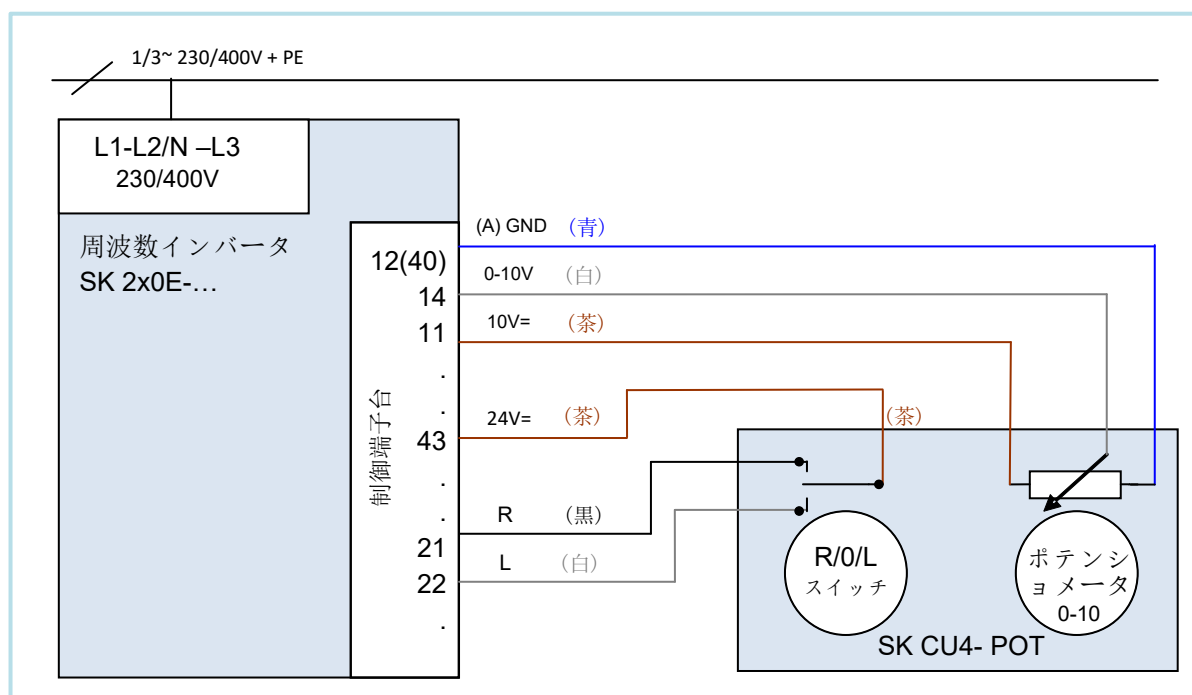 1/3~ 230/400V + PE
L1-L2/N –L3
230/400V
周波数インバータ
SK 2x0E-…
制御端子台
12(40)
14
11
.
.
43
.
.
21
22
.
(A) GND (青)
0-10V (白)
10V= (茶)
24V= (茶)
(茶)
R (黒)
L (白)
R/0/L
スイッチ
ポテンシ
ョメータ
0-10
SK CU4- POT